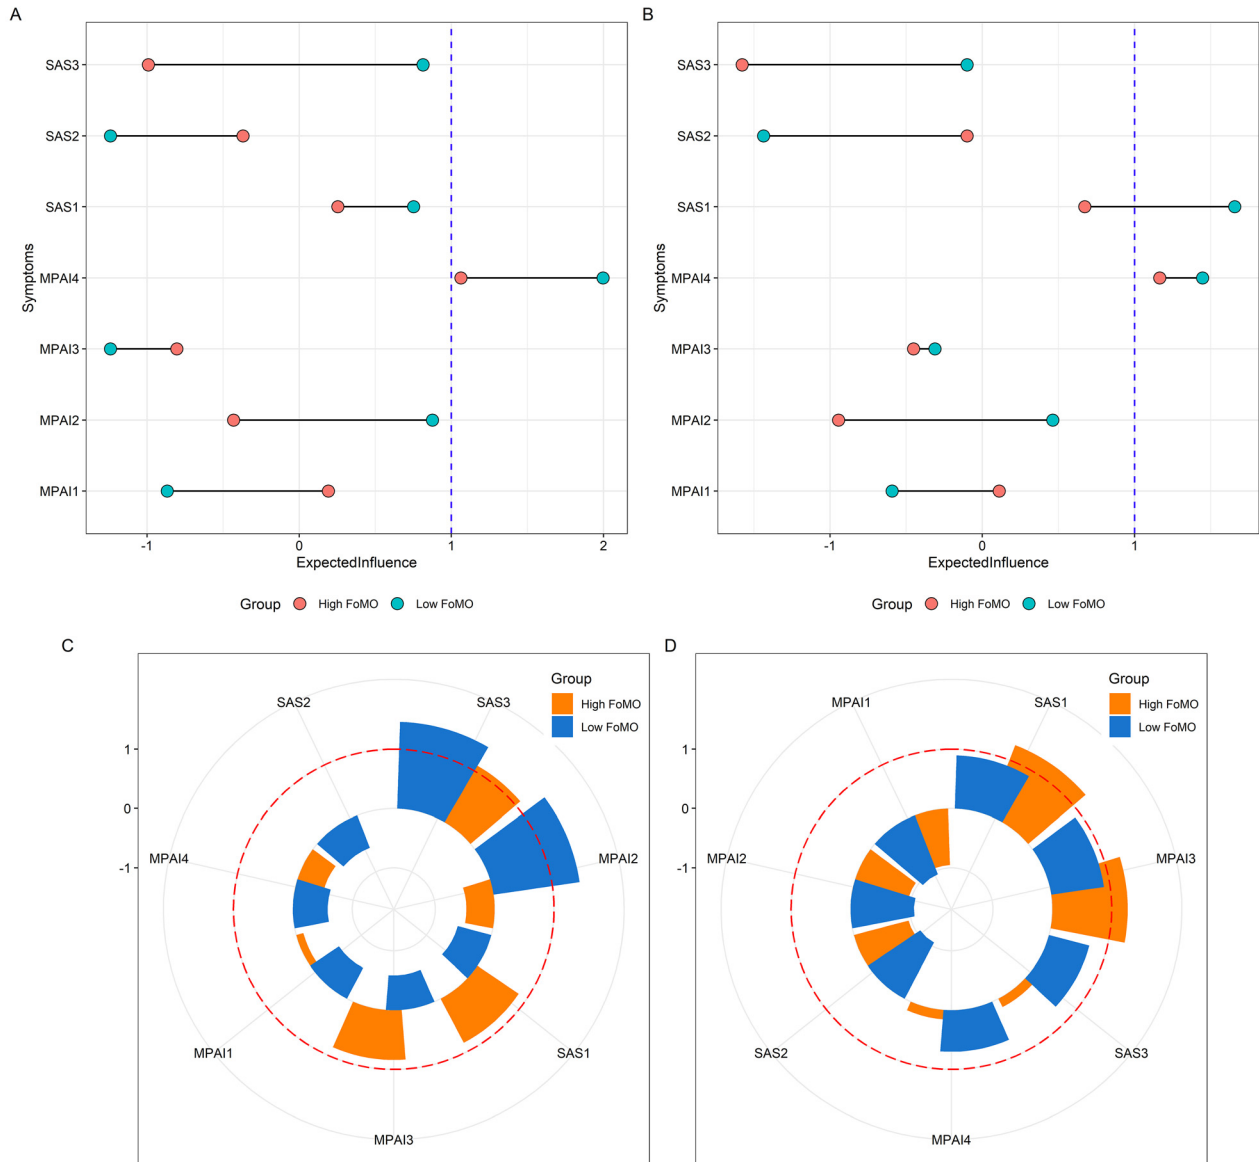 A
SAS3
SAS2
SAS1
MPAI4
MPAI3
MPAI2
MPAI1
Symptoms
-1 0 1 2
ExpectedInfluence
Group High FoMO Low FoMO
B
SAS3
SAS2
SAS1
MPAI4
MPAI3
MPAI2
MPAI1
Symptoms
-1 0 1
ExpectedInfluence
Group High FoMO Low FoMO
C
Group
High FoMO
Low FoMO
1
0
-1
SAS2
SAS3
MPAI4
MPAI2
MPAI1
SAS1
MPAI3
D
Group
High FoMO
Low FoMO
1
0
-1
MPAI1
SAS1
MPAI2
MPAI3
SAS2
SAS3
MPAI4